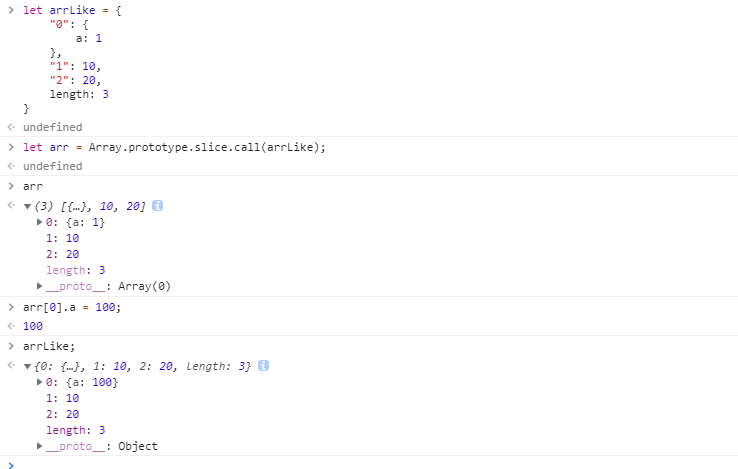 let arrLike = {
"0": {
a: 1
},
"1": 10,
"2": 20,
length: 3
}
undefined
let arr = Array.prototype.slice.call(arrLike);
undefined
arr
(3) [{…}, 10, 20] i
0: {a: 1}
1: 10
2: 20
length: 3
__proto__: Array(0)
arr[0].a = 100;
100
arrLike;
{0: {…}, 1: 10, 2: 20, length: 3} i
0: {a: 100}
1: 10
2: 20
length: 3
__proto__: Object